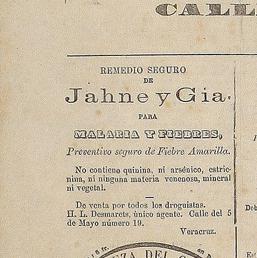 CALL
REMEDIO SEGURO
DE
Jahne y Gia.
PARA
MALARIA Y FIEBRES,
Preventivo seguro de Fiebre Amarilla.
No contiene quinina, ni arsénico, estric-
nina, ni ninguna materia venenosa, mineral
ni vegetal.
De venta por todos los droguistas.
H. L. Desmarets, único agente. Calle del 5
de Mayo número 19.
Veracruz.